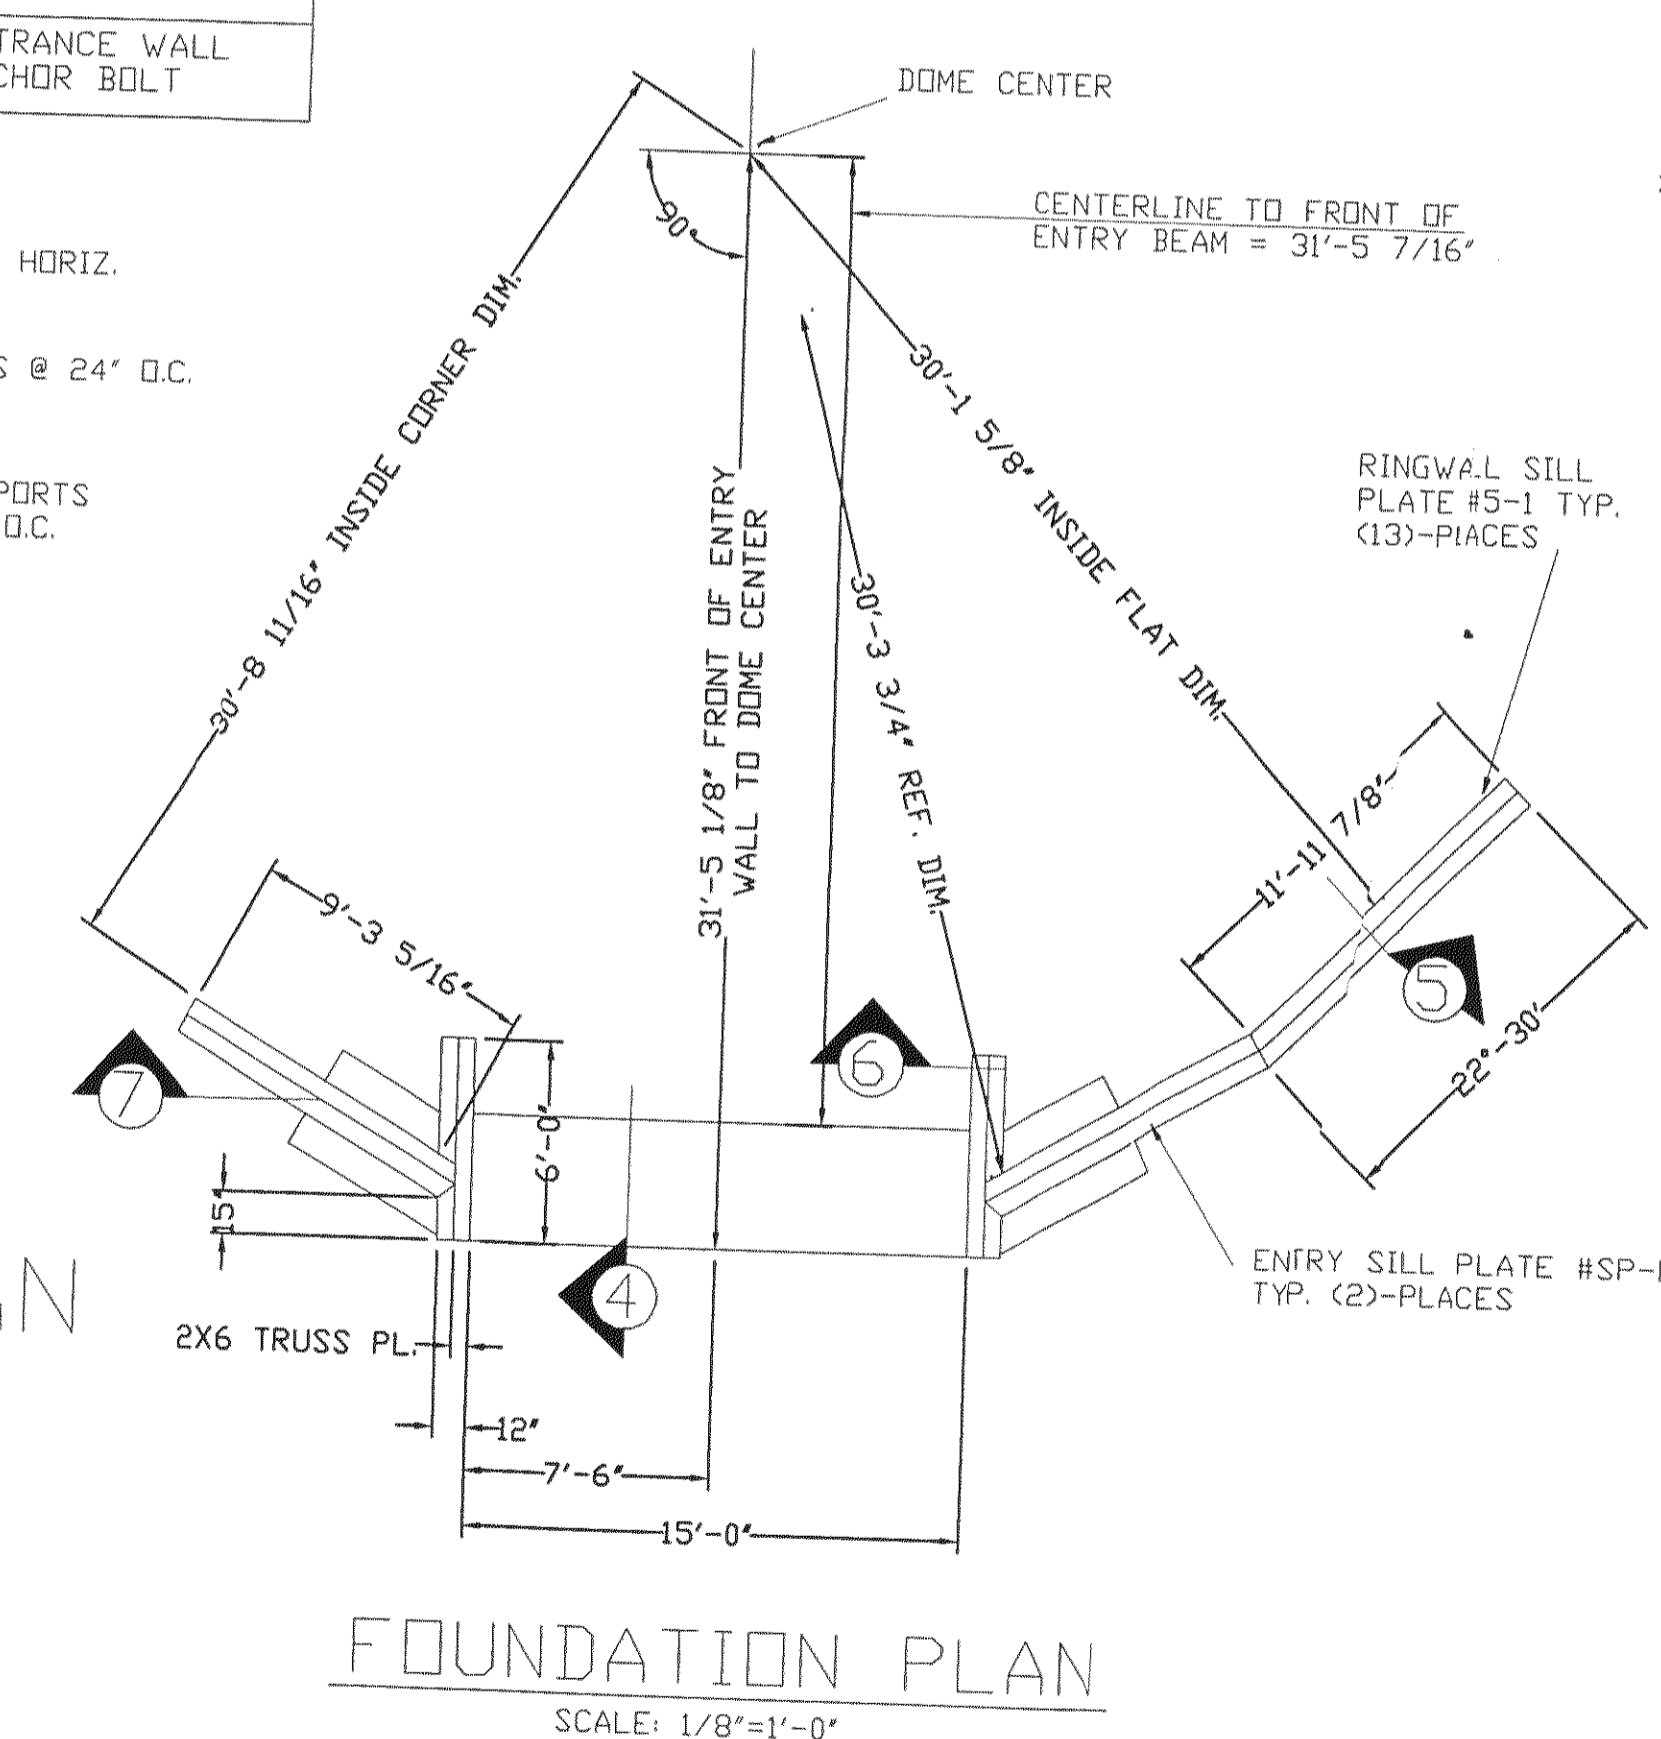 TRANCE WALL
CHOR BOLT
DOME CENTER
90°
CENTERLINE TO FRONT OF
ENTRY BEAM = 31'-5 7/16"
HORIZ.
S @ 24" O.C.
PORTS
O.C.
30'-8 11/16" INSIDE CORNER DIM.
31'-5 1/8" FRONT OF ENTRY
WALL TO DOME CENTER
30'-3 3/4" REF. DIM.
30'-1 5/8" INSIDE FLAT DIM.
RINGWAL SILL
PLATE #5-1 TYP.
(13)-PLACES
11'-11 7/8"
9'-3 5/16"
5
22°-30'
6
7
6'-0"
15"
4
ENTRY SILL PLATE #SP-
TYP. (2)-PLACES
N
2X6 TRUSS PL.
12"
7'-6"
15'-0"
FOUNDATION PLAN
SCALE: 1/8"=1'-0"